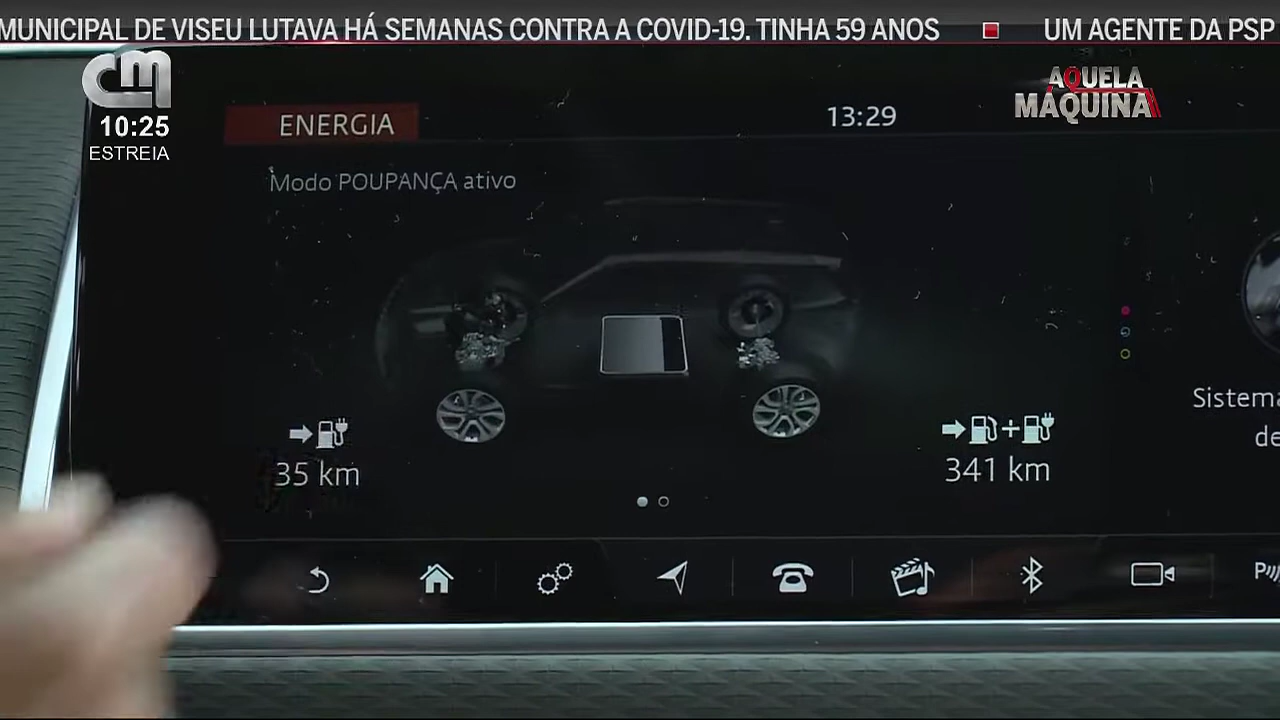 MUNICIPAL DE VISEU LUTAVA HÁ SEMANAS CONTRA A COVID-19. TINHA 59 ANOS UM AGENTE DA PSP
CM
10:25
ESTREIA
AQUELA
MÁQUINA
ENERGIA
13:29
Modo POUPANÇA ativo
Sistema
de
35 km
+
341 km
P